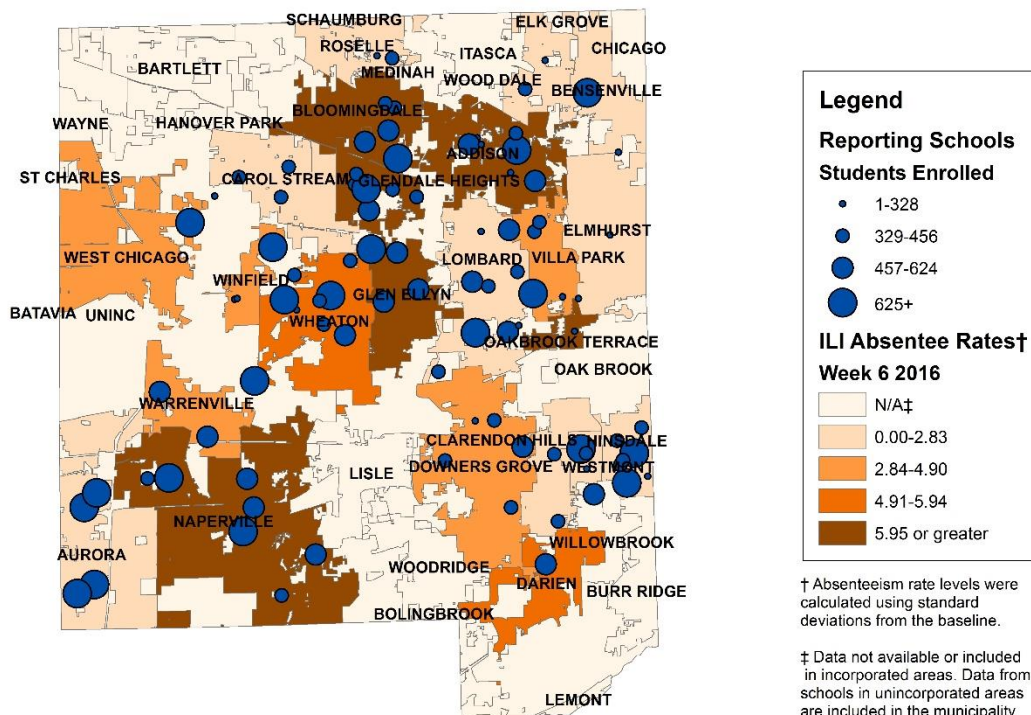 SCHAUMBURG
ELK GROVE
ROSELLE
ITASCA
CHICAGO
BARTLETT
MEDINAH
WOOD DALE
BENSENVILLE
BLOOMINGDALE
WAYNE
HANOVER PARK
ADDISON
ST CHARLES
CAROL STREAM
GLENDALE HEIGHTS
ELMHURST
WEST CHICAGO
LOMBARD
VILLA PARK
WINFIELD
GLEN ELLYN
BATAVIA
UNINC
WHEATON
OAKBROOK TERRACE
OAK BROOK
WARRENVILLE
CLARENDON HILLS
HINSDALE
LISLE
DOWNERS GROVE
WESTMONT
NAPERVILLE
AURORA
WILLOWBROOK
WOODRIDGE
DARIEN
BURR RIDGE
BOLINGBROOK
LEMONT
Legend
Reporting Schools
Students Enrolled
1-328
329-456
457-624
625+
ILI Absentee Rates†
Week 6 2016
N/A‡
0.00-2.83
2.84-4.90
4.91-5.94
5.95 or greater
† Absenteeism rate levels were
calculated using standard
deviations from the baseline.
‡ Data not available or included
in incorporated areas. Data from
schools in unincorporated areas
are included in the municipality